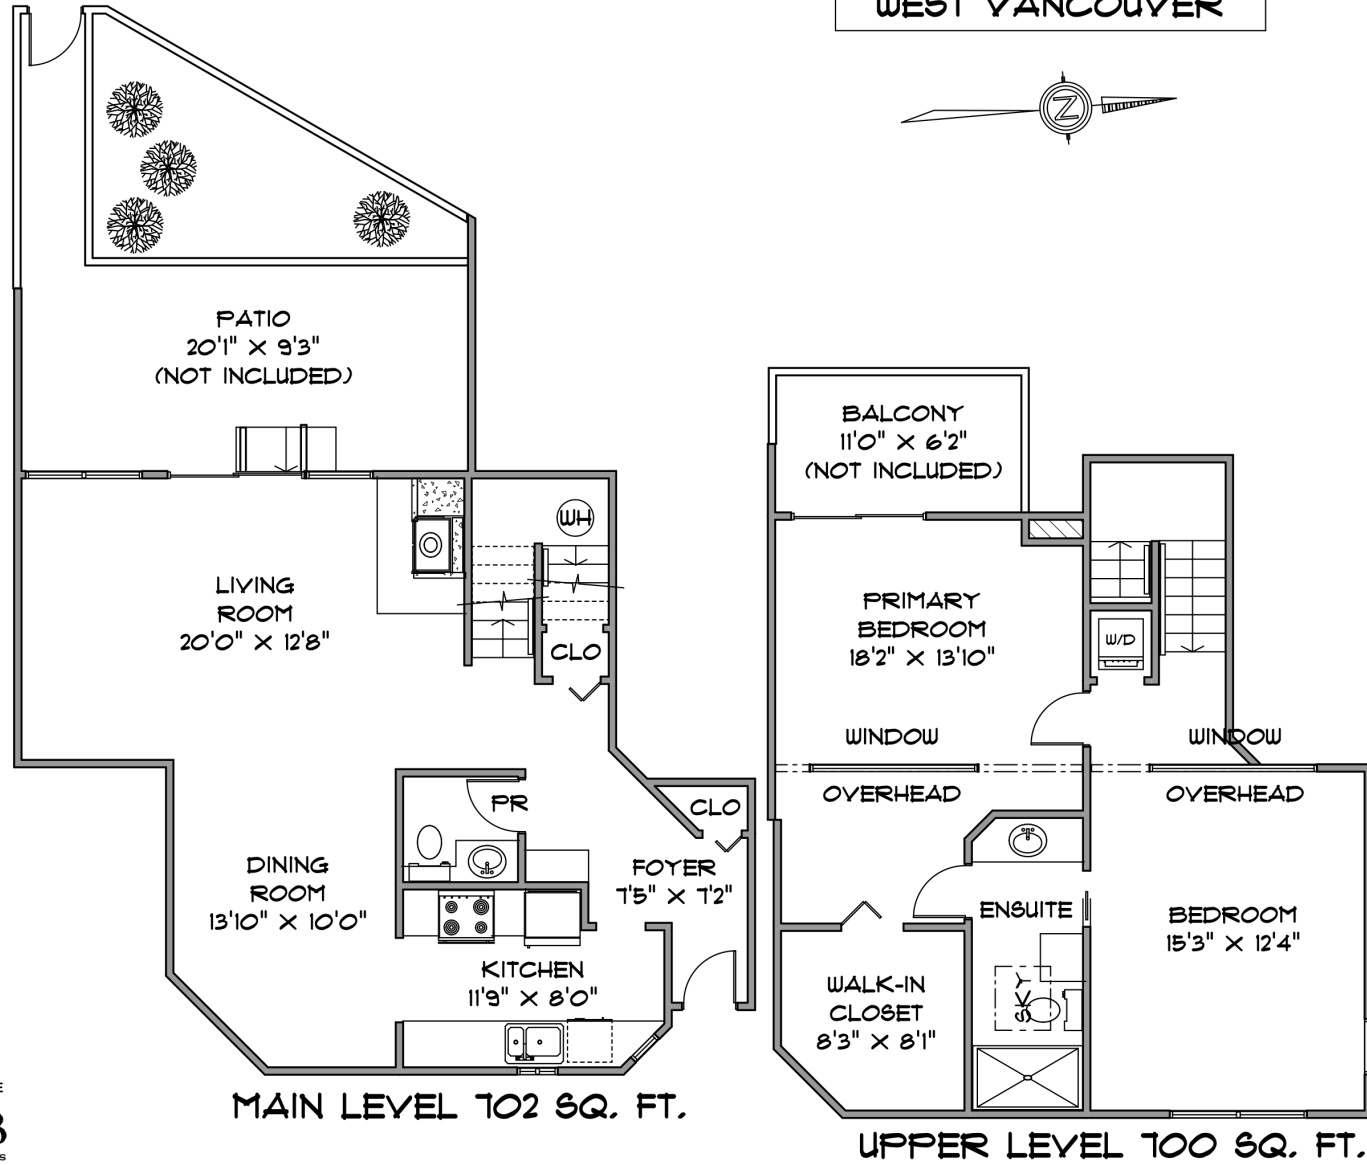 WEST VANCOUVER
Z
PATIO
20'1" X 9'3"
(NOT INCLUDED)
BALCONY
11'0" X 6'2"
(NOT INCLUDED)
WH
LIVING
ROOM
20'0" X 12'8"
CLO
PRIMARY
BEDROOM
18'2" X 13'10"
W/D
WINDOW
WINDOW
OVERHEAD
OVERHEAD
PR
CLO
DINING
ROOM
13'10" X 10'0"
FOYER
7'5" X 7'2"
ENSUITE
BEDROOM
15'3" X 12'4"
KITCHEN
11'9" X 8'0"
WALK-IN
CLOSET
8'3" X 8'1"
SKY
MAIN LEVEL 702 SQ. FT.
UPPER LEVEL 700 SQ. FT.